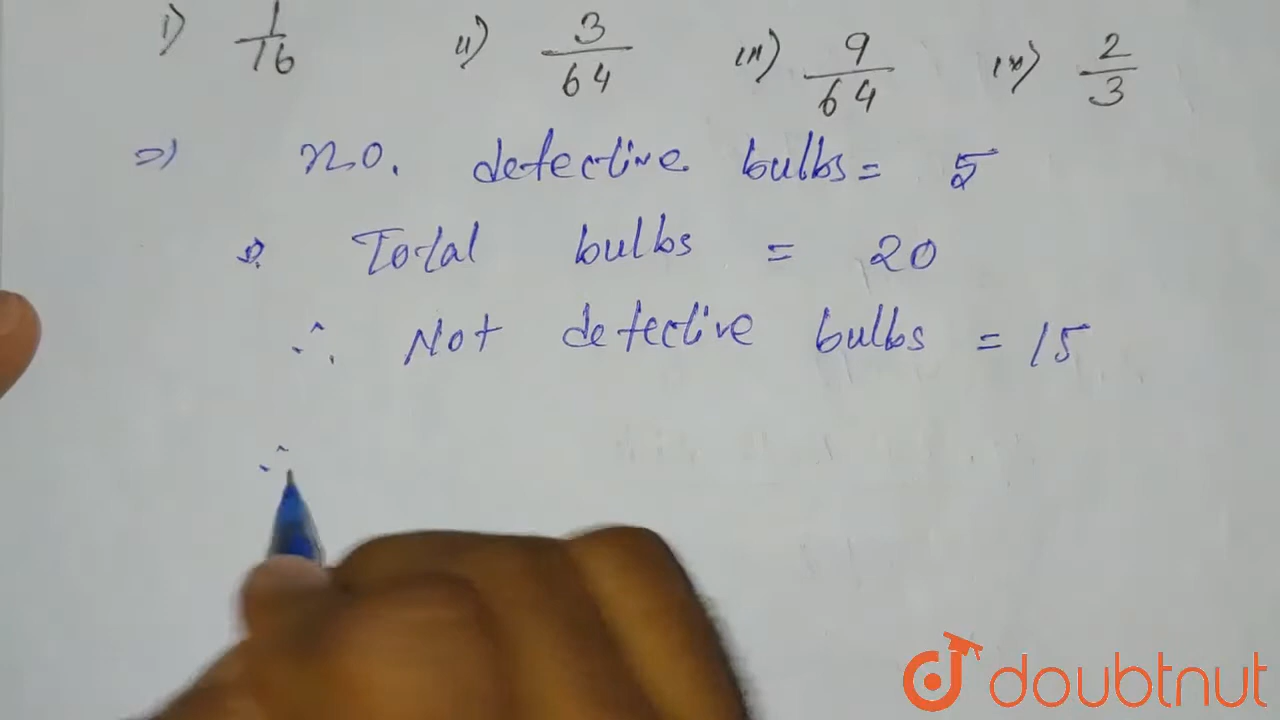 i) 1/16 ii) 3/64 iii) 9/64 iv) 2/3
⇒ no. defective bulbs = 5
Total bulbs = 20
∴ Not defective bulbs = 15
∴
doubtnut